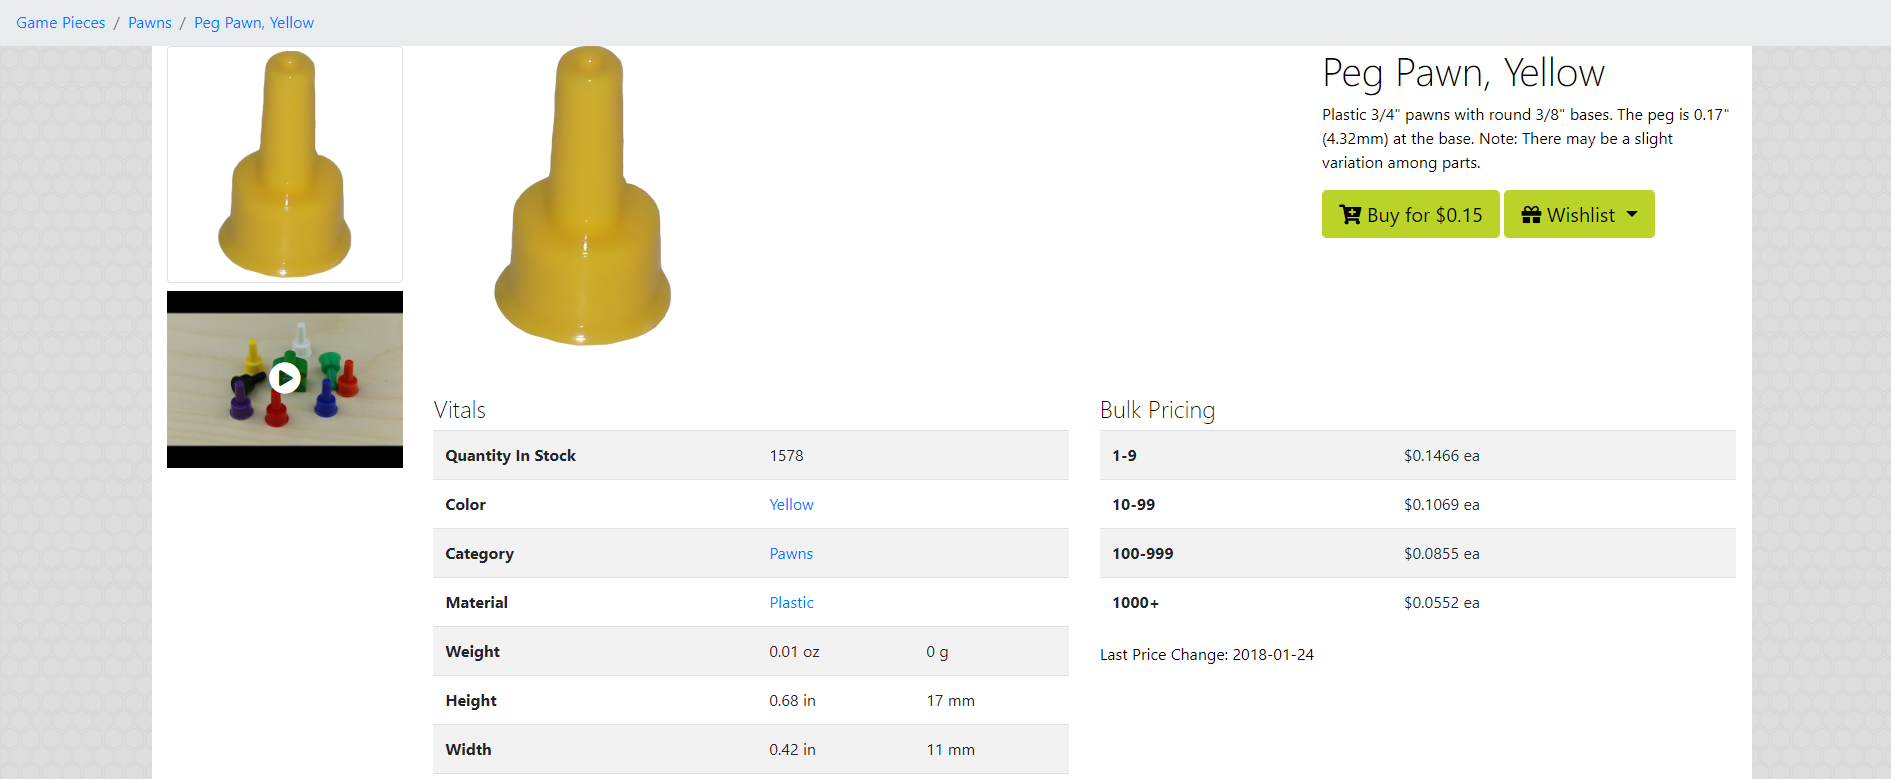 Game Pieces / Pawns / Peg Pawn, Yellow
Peg Pawn, Yellow
Plastic 3/4" pawns with round 3/8" bases. The peg is 0.17"
(4.32mm) at the base. Note: There may be a slight
variation among parts.
Buy for $0.15
Wishlist
Vitals
Quantity In Stock 1578
Color Yellow
Category Pawns
Material Plastic
Weight 0.01 oz 0 g
Height 0.68 in 17 mm
Width 0.42 in 11 mm
Bulk Pricing
1-9 $0.1466 ea
10-99 $0.1069 ea
100-999 $0.0855 ea
1000+ $0.0552 ea
Last Price Change: 2018-01-24